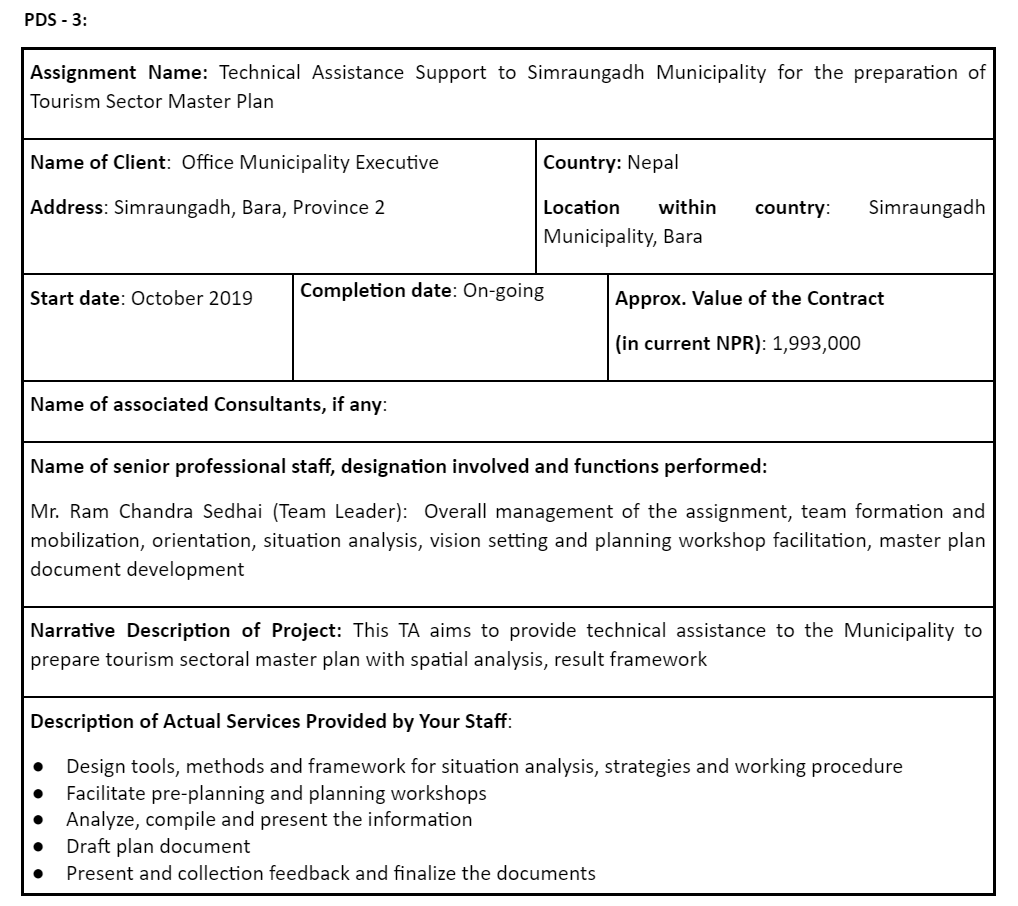 PDS - 3:
Assignment Name: Technical Assistance Support to Simraungadh Municipality for the preparation of
Tourism Sector Master Plan
Name of Client: Office Municipality Executive
Address: Simraungadh, Bara, Province 2
Country: Nepal
Location within country: Simraungadh
Municipality, Bara
Start date: October 2019
Completion date: On-going
Approx. Value of the Contract
(in current NPR): 1,993,000
Name of associated Consultants, if any:
Name of senior professional staff, designation involved and functions performed:
Mr. Ram Chandra Sedhai (Team Leader): Overall management of the assignment, team formation and
mobilization, orientation, situation analysis, vision setting and planning workshop facilitation, master plan
document development
Narrative Description of Project: This TA aims to provide technical assistance to the Municipality to
prepare tourism sectoral master plan with spatial analysis, result framework
Description of Actual Services Provided by Your Staff:
● Design tools, methods and framework for situation analysis, strategies and working procedure
● Facilitate pre-planning and planning workshops
● Analyze, compile and present the information
● Draft plan document
● Present and collection feedback and finalize the documents